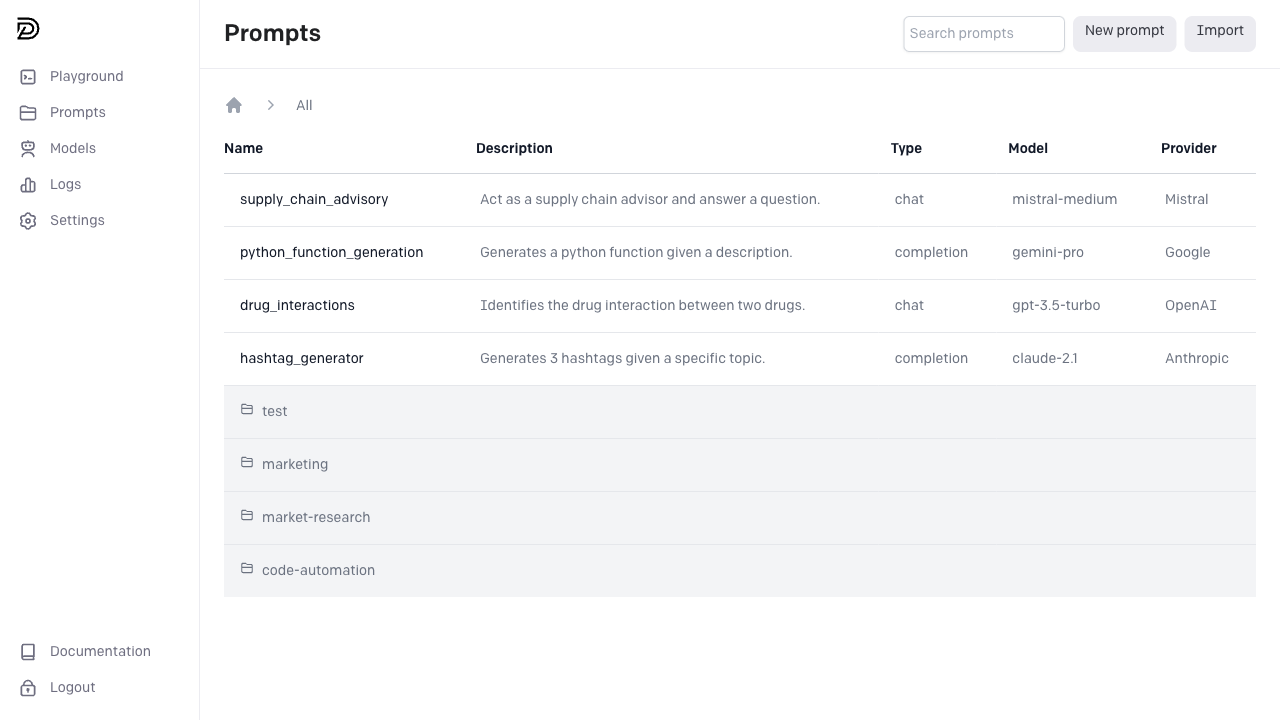 Prompts
Search prompts
New prompt
Import
Playground
Prompts
Models
Logs
Settings
All
Name Description Type Model Provider
supply_chain_advisory Act as a supply chain advisor and answer a question. chat mistral-medium Mistral
python_function_generation Generates a python function given a description. completion gemini-pro Google
drug_interactions Identifies the drug interaction between two drugs. chat gpt-3.5-turbo OpenAI
hashtag_generator Generates 3 hashtags given a specific topic. completion claude-2.1 Anthropic
test
marketing
market-research
code-automation
Documentation
Logout